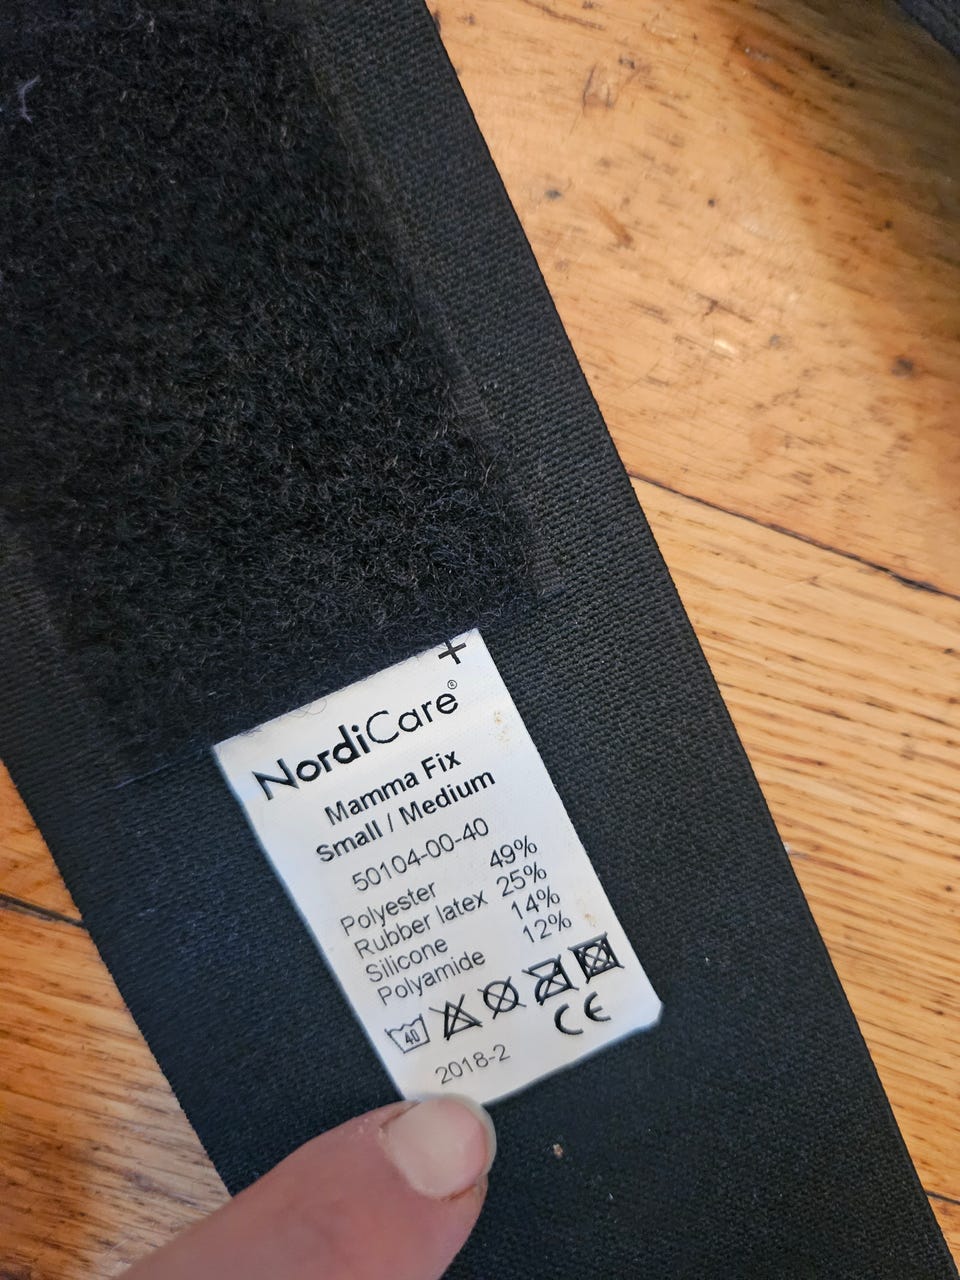 +
NordiCare®
Mamma Fix
Small / Medium
50104-00-40
Polyester 49%
Rubber latex 25%
Silicone 14%
Polyamide 12%
40
CE
2018-2